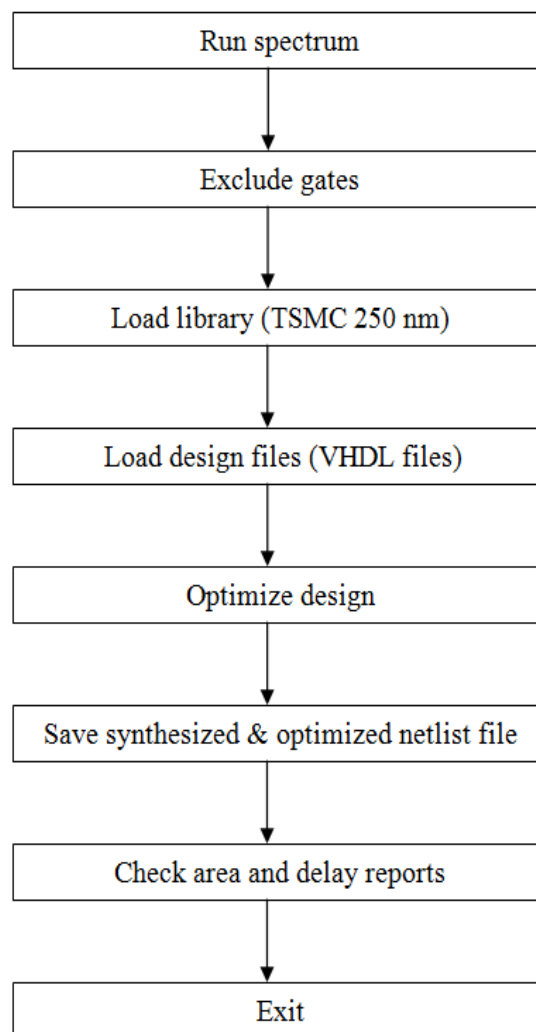 Run spectrum
Exclude gates
Load library (TSMC 250 nm)
Load design files (VHDL files)
Optimize design
Save synthesized & optimized netlist file
Check area and delay reports
Exit